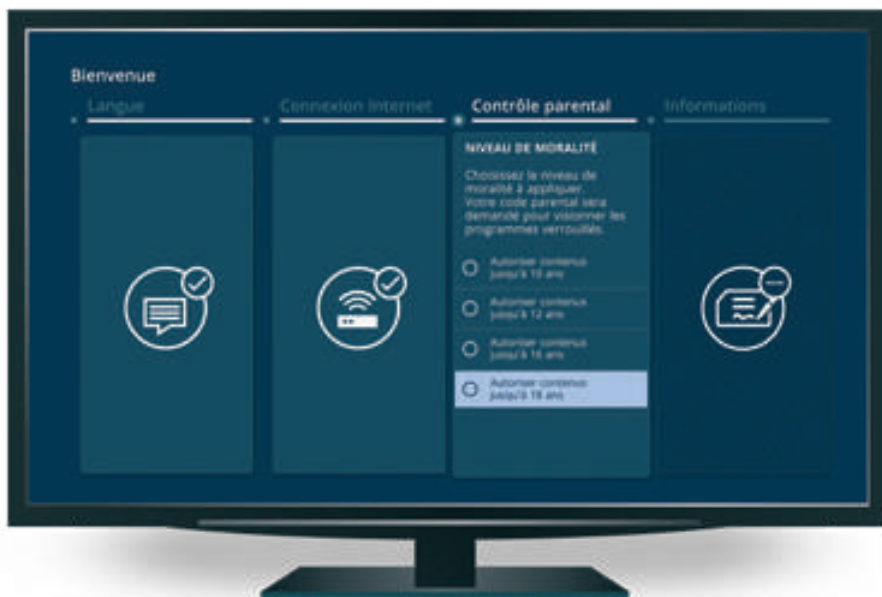 Bienvenue
Langue
Connexion Internet
Contrôle parental
Informations
NIVEAU DE MORALITÉ
Choisissez le niveau de
moralité à appliquer.
Votre code parental sera
demandé pour visionner les
programmes verrouillés.
Autoriser contenus
jusqu'à 10 ans
Autoriser contenus
jusqu'à 12 ans
Autoriser contenus
jusqu'à 16 ans
Autoriser contenus
jusqu'à 18 ans